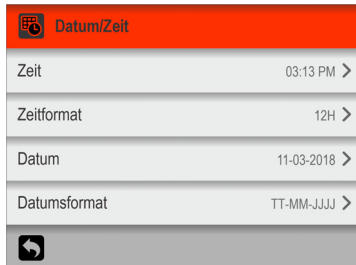 Datum/Zeit
Zeit 03:13 PM
Zeitformat 12H
Datum 11-03-2018
Datumsformat TT-MM-JJJJ